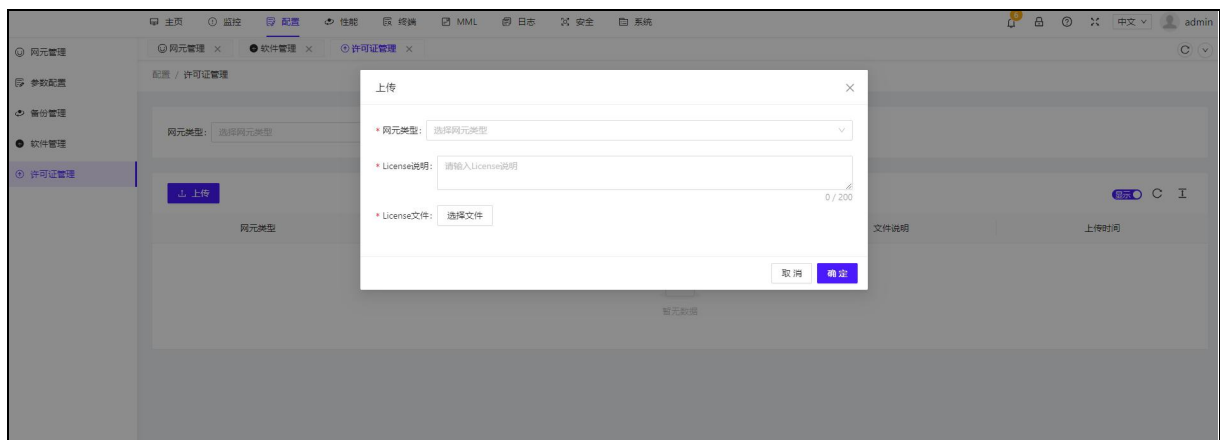 主页 监控 配置 性能 终端 MML 日志 安全 系统 中文 admin
网元管理 网元管理 软件管理 许可证管理
配置 / 许可证管理
参数配置
备份管理
软件管理
许可证管理
网元类型: 选择网元类型
上传
网元类型 文件说明 上传时间
显示
暂无数据
上传
* 网元类型: 选择网元类型
* License说明: 请输入License说明
0 / 200
* License文件: 选择文件
取消 确定